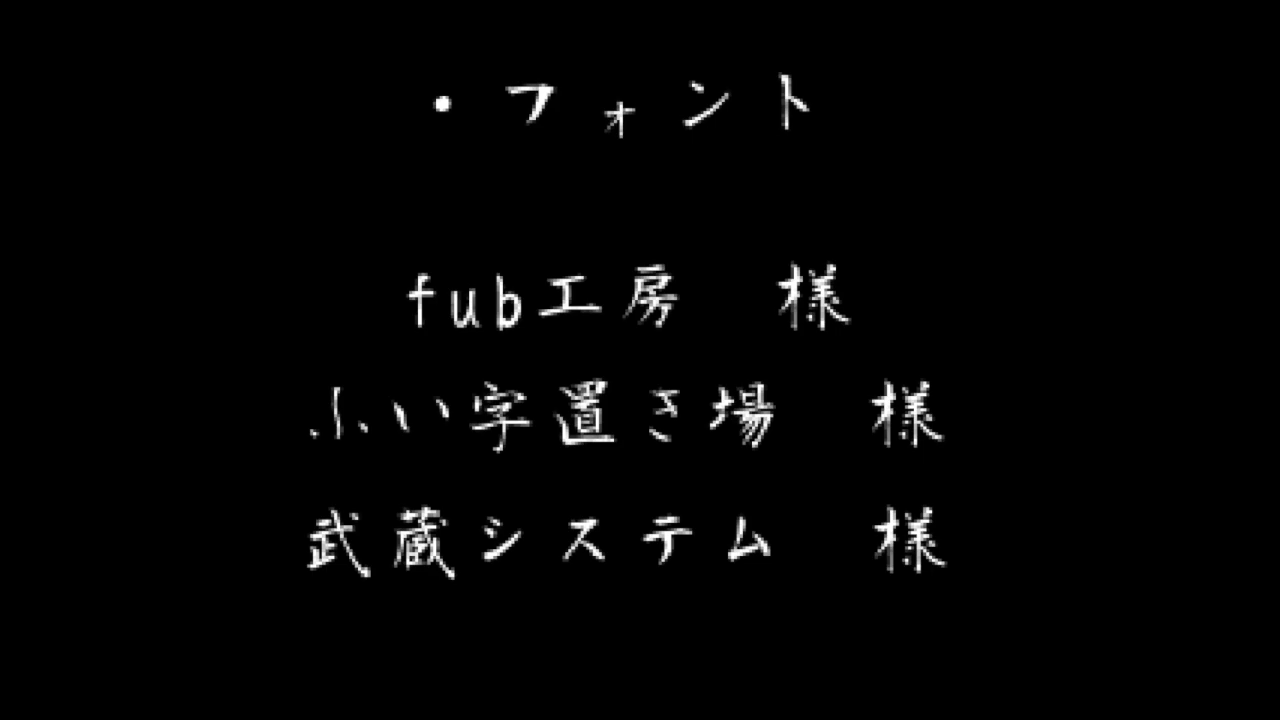 ・フォント
fub工房　様
ふい字置き場　様
武蔵システム　様